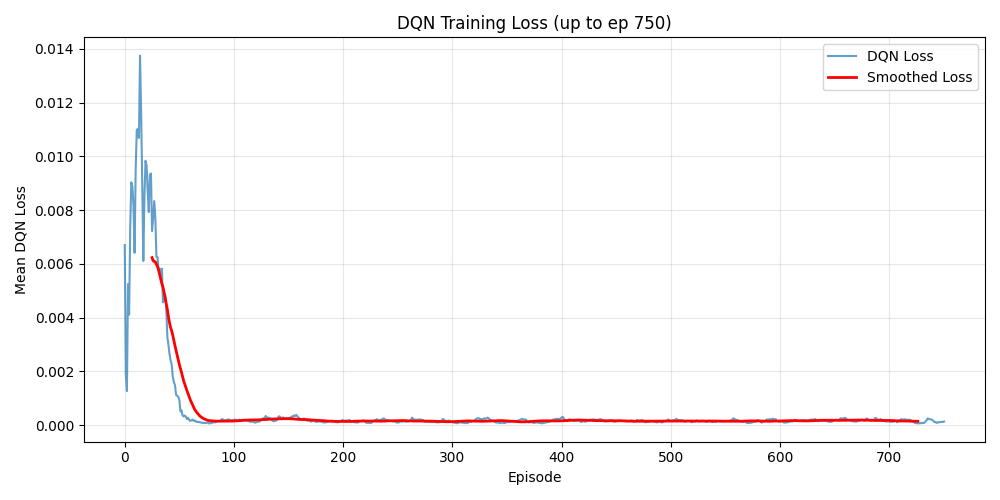 DQN Training Loss (up to ep 750)
DQN Loss
Smoothed Loss
Mean DQN Loss
0.014
0.012
0.010
0.008
0.006
0.004
0.002
0.000
0 100 200 300 400 500 600 700
Episode